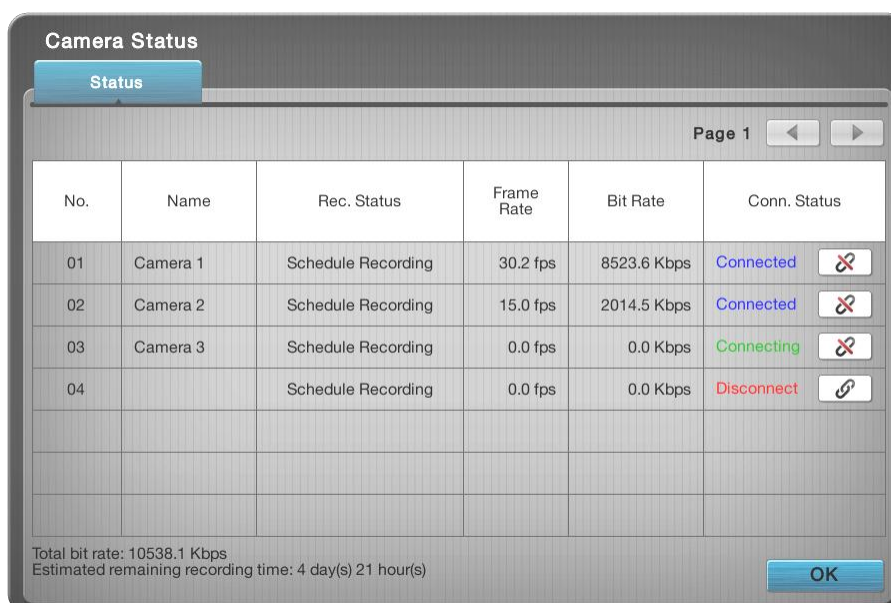 Camera Status
Status
Page 1
No. Name Rec. Status Frame Rate Bit Rate Conn. Status
01 Camera 1 Schedule Recording 30.2 fps 8523.6 Kbps Connected
02 Camera 2 Schedule Recording 15.0 fps 2014.5 Kbps Connected
03 Camera 3 Schedule Recording 0.0 fps 0.0 Kbps Connecting
04 Schedule Recording 0.0 fps 0.0 Kbps Disconnect
Total bit rate: 10538.1 Kbps
Estimated remaining recording time: 4 day(s) 21 hour(s)
OK